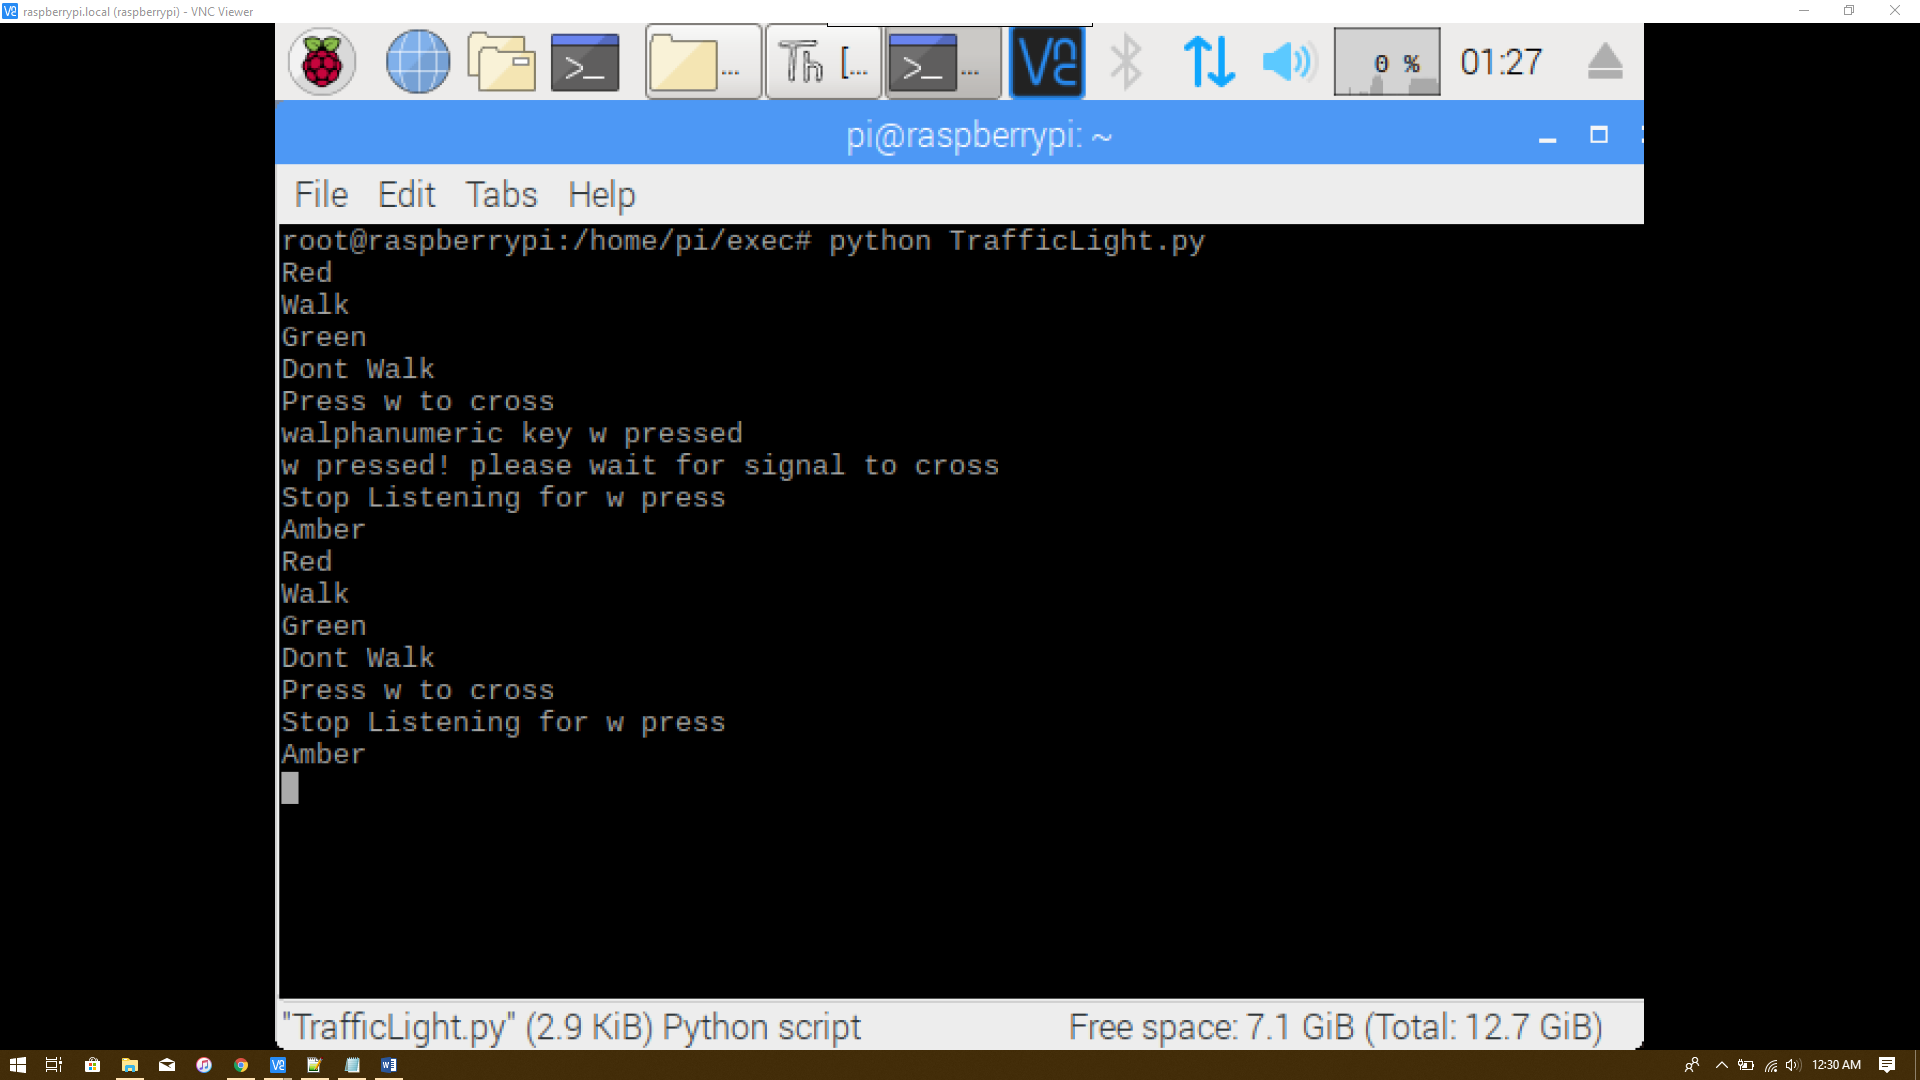 raspberrypi.local (raspberrypi) - VNC Viewer
... Th [... ... 0 % 01:27
pi@raspberrypi: ~
File Edit Tabs Help
root@raspberrypi:/home/pi/exec# python TrafficLight.py
Red
Walk
Green
Dont Walk
Press w to cross
walphanumeric key w pressed
w pressed! please wait for signal to cross
Stop Listening for w press
Amber
Red
Walk
Green
Dont Walk
Press w to cross
Stop Listening for w press
Amber
"TrafficLight.py" (2.9 KiB) Python script Free space: 7.1 GiB (Total: 12.7 GiB)
12:30 AM